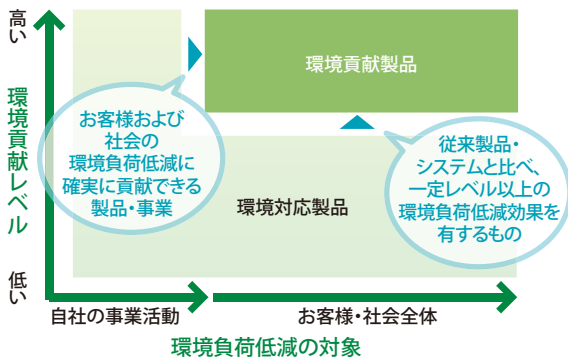 高い
環境貢献レベル
低い
環境貢献製品
お客様および
社会の
環境負荷低減に
確実に貢献できる
製品・事業
従来製品・
システムと比べ、
一定レベル以上の
環境負荷低減効果を
有するもの
環境対応製品
自社の事業活動
お客様・社会全体
環境負荷低減の対象